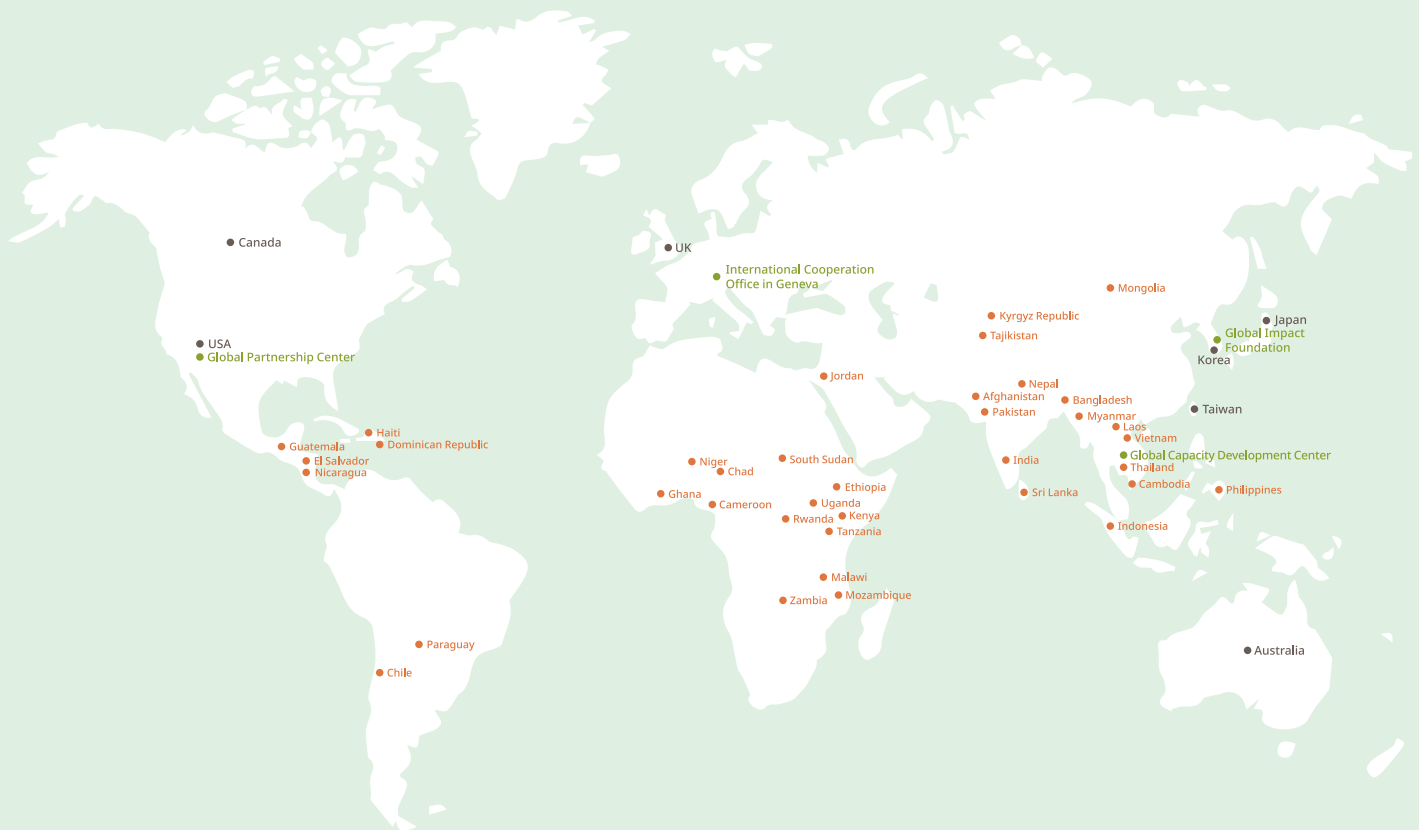 Canada
UK
International Cooperation
Office in Geneva
Mongolia
Kyrgyz Republic
Japan
Tajikistan
Global Impact
Foundation
USA
Global Partnership Center
Korea
Jordan
Nepal
Afghanistan
Bangladesh
Pakistan
Taiwan
Myanmar
Laos
Haiti
Vietnam
Dominican Republic
Guatemala
Global Capacity Development Center
El Salvador
Niger
South Sudan
India
Thailand
Nicaragua
Chad
Cambodia
Ethiopia
Philippines
Sri Lanka
Ghana
Cameroon
Uganda
Kenya
Rwanda
Indonesia
Tanzania
Malawi
Mozambique
Zambia
Paraguay
Australia
Chile